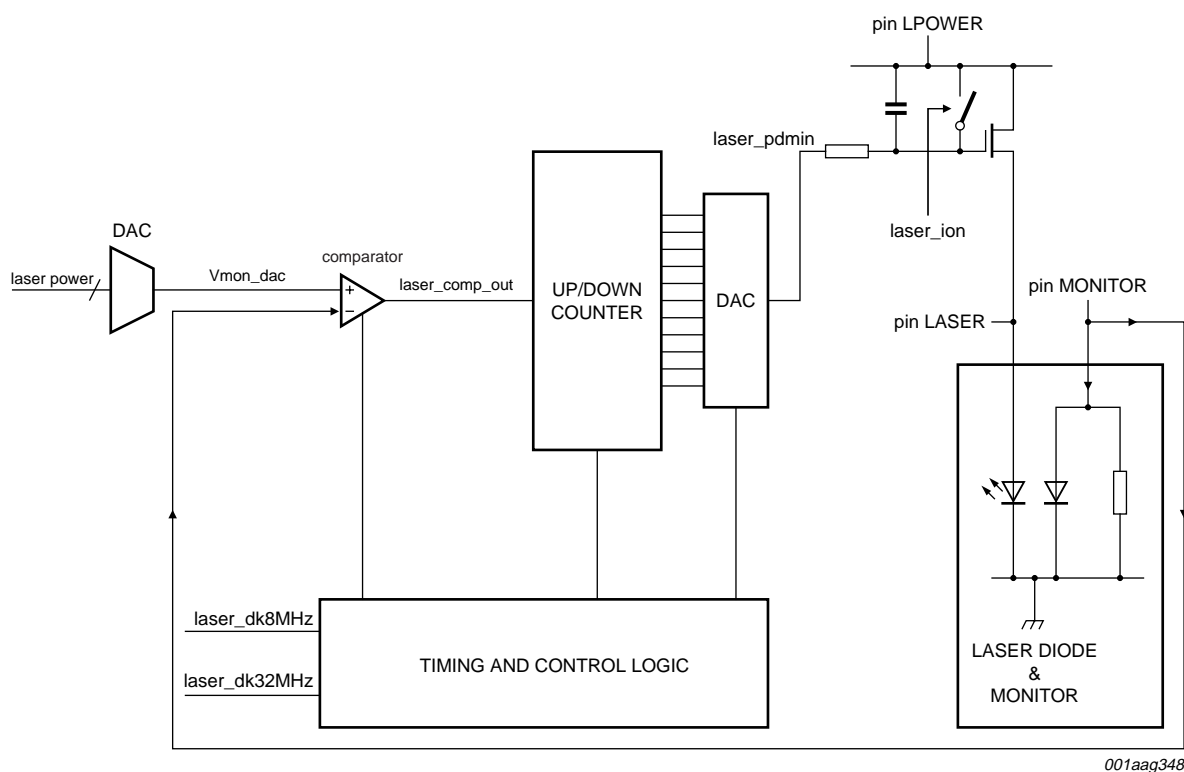 pin LPOWER
laser_pdmin
laser_ion
DAC
laser power
Vmon_dac
comparator
+
−
laser_comp_out
UP/DOWN
COUNTER
DAC
pin MONITOR
pin LASER
laser_dk8MHz
laser_dk32MHz
TIMING AND CONTROL LOGIC
LASER DIODE
&
MONITOR
001aag348